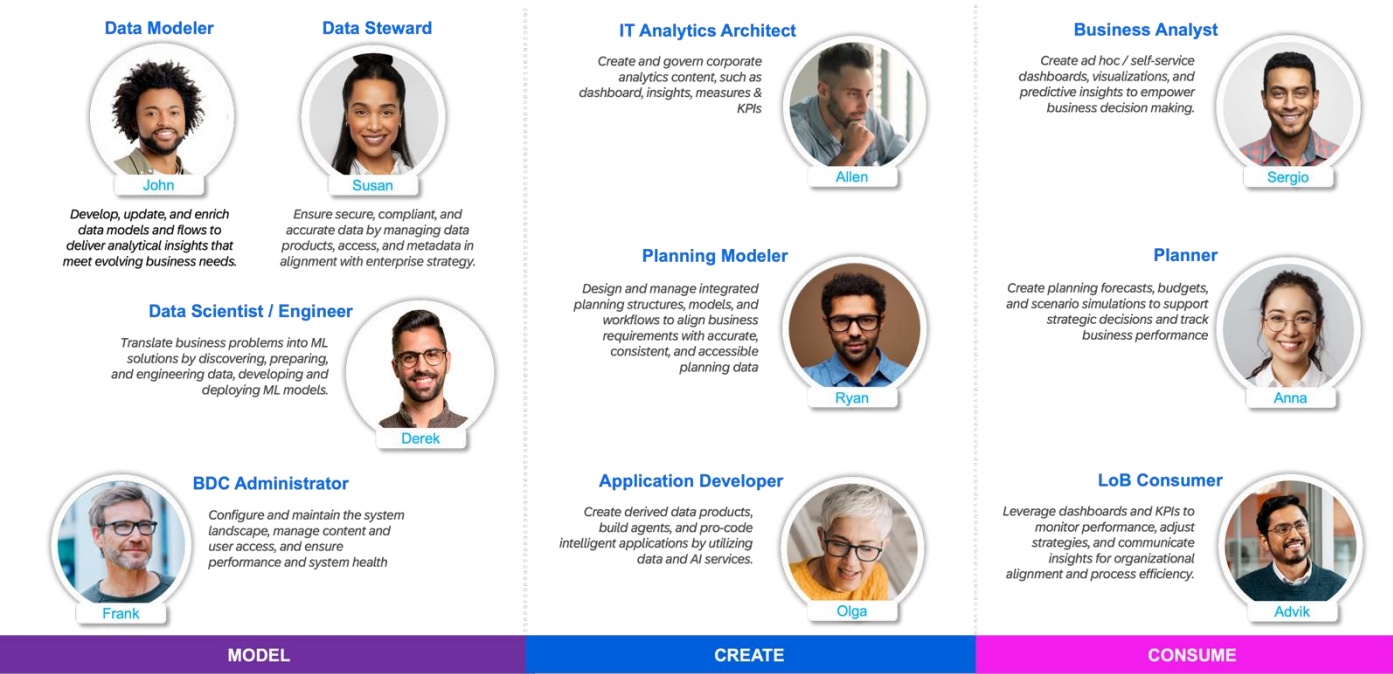 Data Modeler
John
Develop, update, and enrich
data models and flows to
deliver analytical insights that
meet evolving business needs.
Data Steward
Susan
Ensure secure, compliant, and
accurate data by managing data
products, access, and metadata in
alignment with enterprise strategy.
Data Scientist / Engineer
Translate business problems into ML
solutions by discovering, preparing,
and engineering data, developing and
deploying ML models.
Derek
BDC Administrator
Configure and maintain the system
landscape, manage content and
user access, and ensure
performance and system health
Frank
MODEL
IT Analytics Architect
Create and govern corporate
analytics content, such as
dashboard, insights, measures &
KPIs
Allen
Planning Modeler
Design and manage integrated
planning structures, models, and
workflows to align business
requirements with accurate,
consistent, and accessible
planning data
Ryan
Application Developer
Create derived data products,
build agents, and pro-code
intelligent applications by utilizing
data and AI services.
Olga
CREATE
Business Analyst
Create ad hoc / self-service
dashboards, visualizations, and
predictive insights to empower
business decision making.
Sergio
Planner
Create planning forecasts, budgets,
and scenario simulations to support
strategic decisions and track
business performance
Anna
LoB Consumer
Leverage dashboards and KPIs to
monitor performance, adjust
strategies, and communicate
insights for organizational
alignment and process efficiency.
Advik
CONSUME